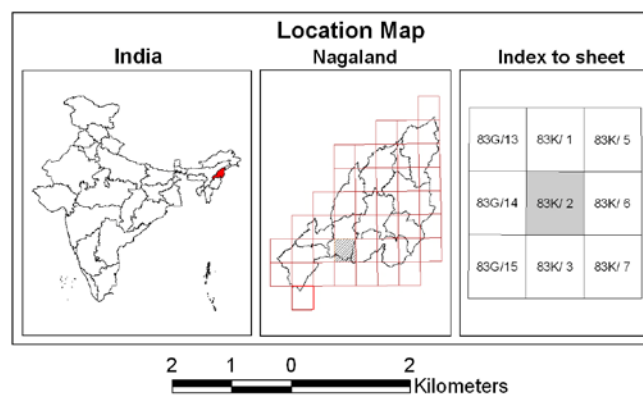 Location Map
India
Nagaland
Index to sheet
83G/13 83K/ 1 83K/ 5
83G/14 83K/ 2 83K/ 6
83G/15 83K/ 3 83K/ 7
2 1 0 2
Kilometers